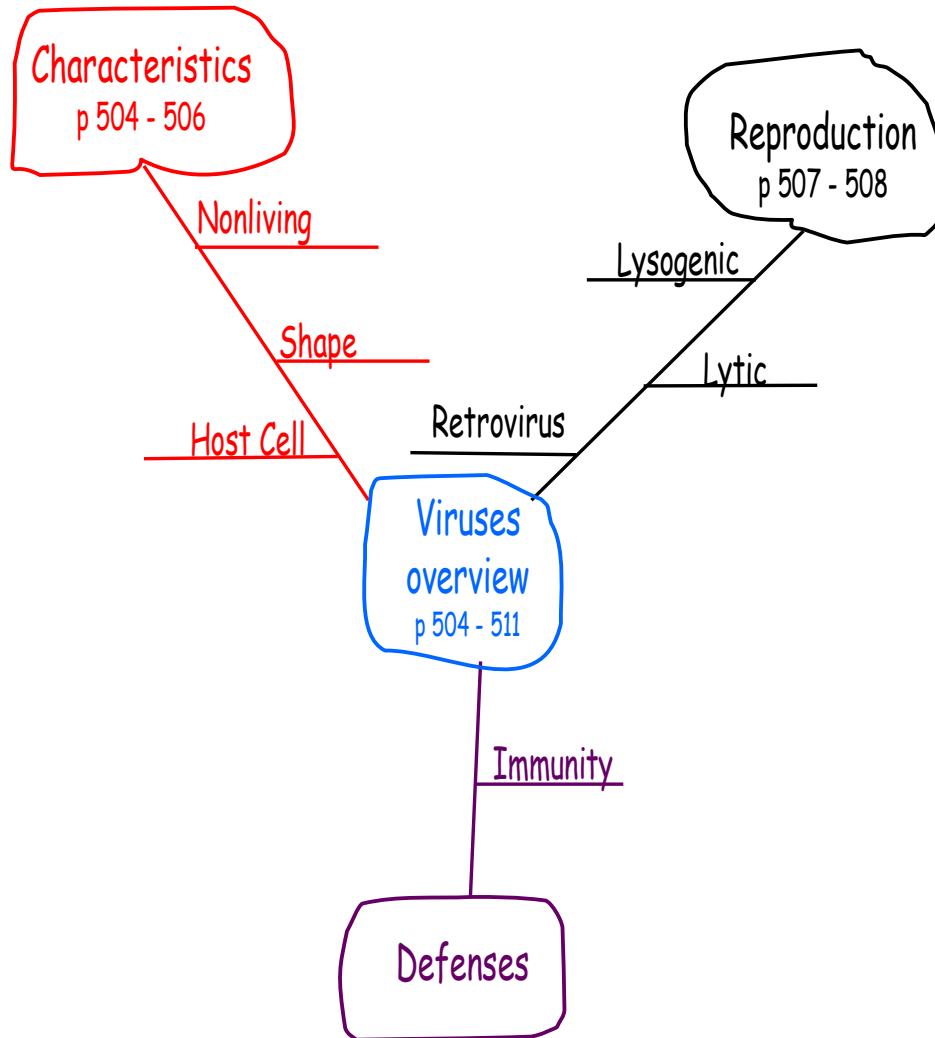 Characteristics
p 504 - 506
Reproduction
p 507 - 508
Nonliving
Lysogenic
Shape
Lytic
Retrovirus
Host Cell
Viruses
overview
p 504 - 511
Immunity
Defenses